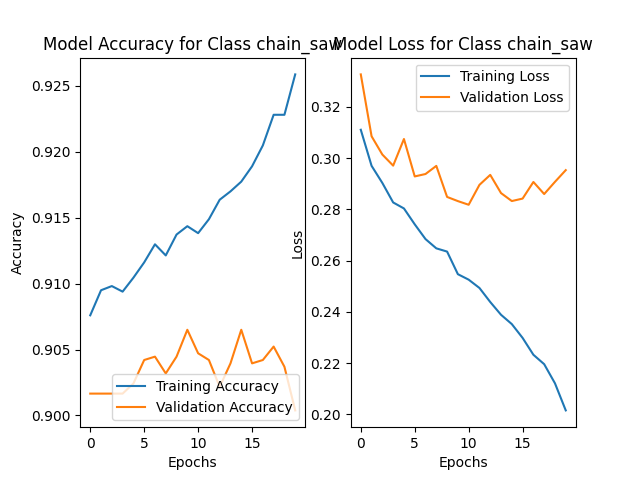 Model Accuracy for Class chain_saw
Model Loss for Class chain_saw
0.925
0.920
0.915
0.910
0.905
0.900
Accuracy
0
5
10
15
Epochs
Training Accuracy
Validation Accuracy
0.32
0.30
0.28
0.26
0.24
0.22
0.20
Loss
0
5
10
15
Epochs
Training Loss
Validation Loss